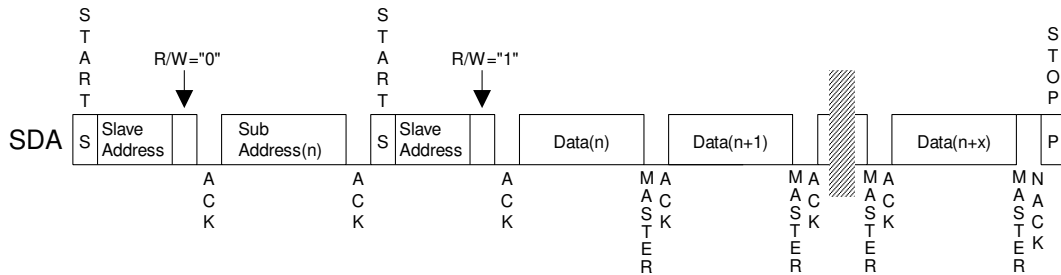 START
START
STOP
R/W="0"
R/W="1"
SDA
S
Slave
Address
Sub
Address(n)
S
Slave
Address
Data(n)
Data(n+1)
Data(n+x)
P
ACK
ACK
ACK
MASTER
ACK
MASTER
ACK
MASTER
ACK
MASTER
NACK